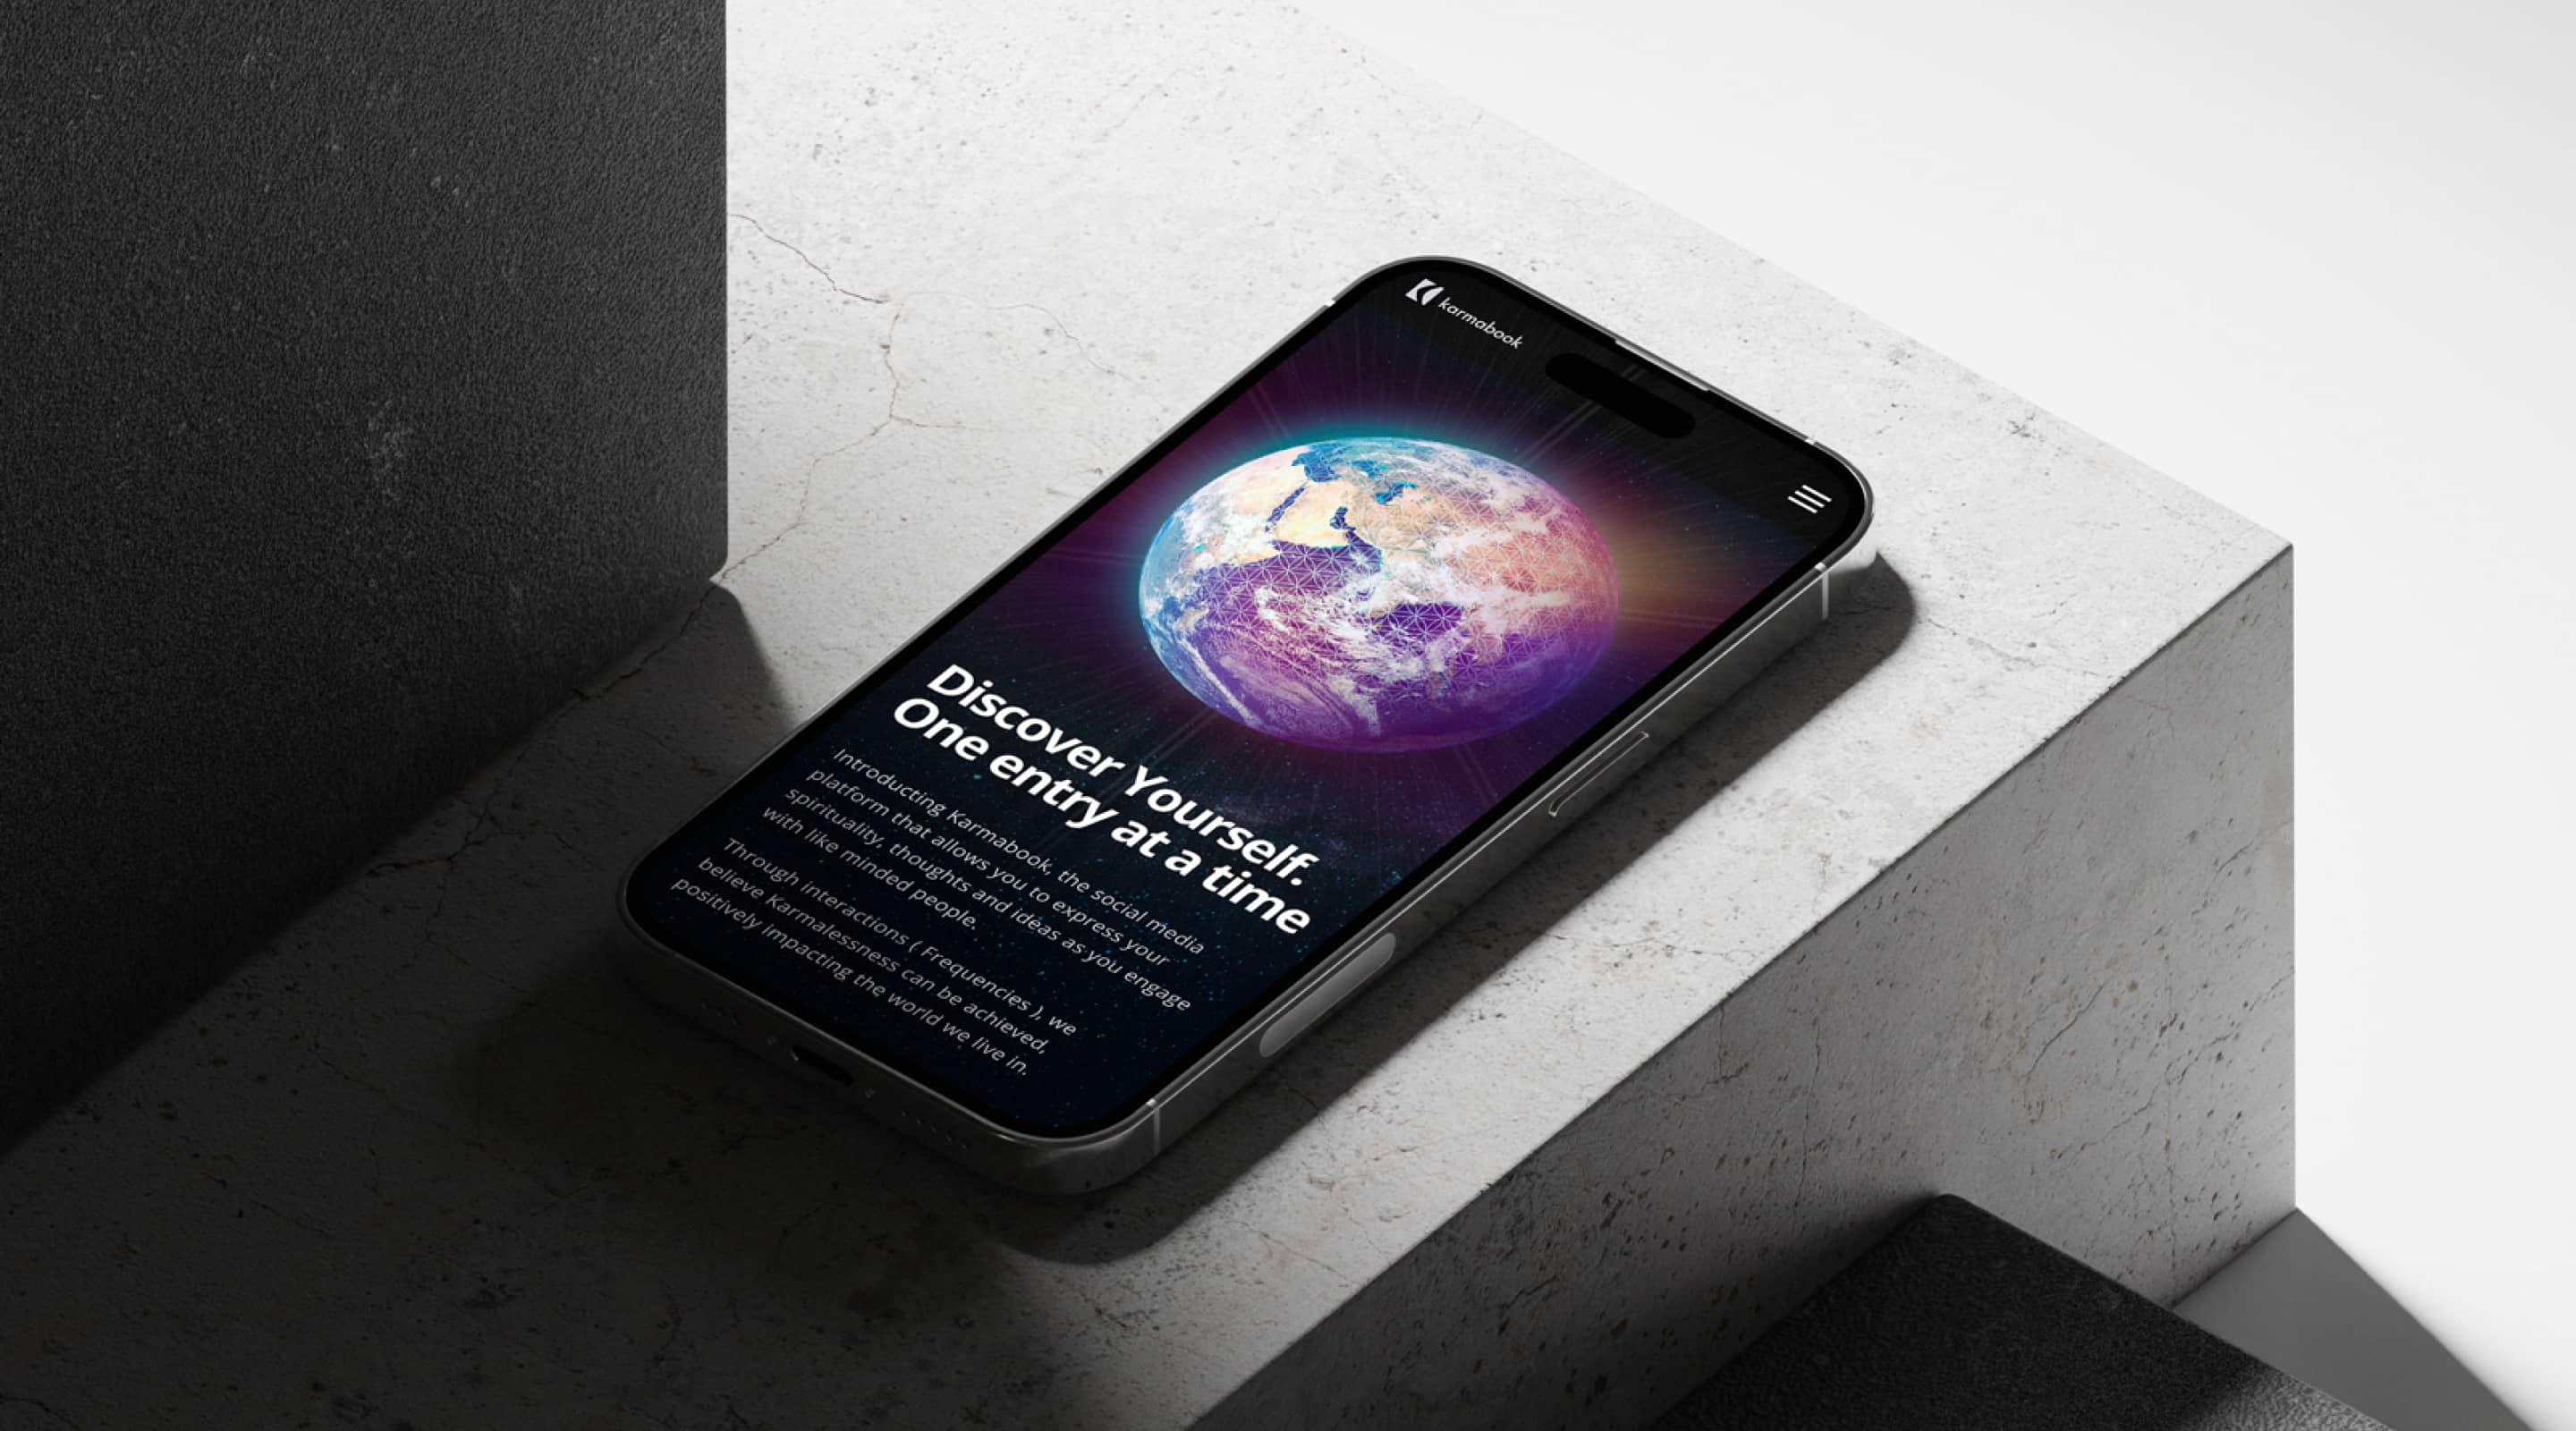 karmabook
Discover Yourself.
One entry at a time
Introducting Karmabook, the social media
platform that allows you to express your
spirituality, thoughts and ideas as you engage
with like minded people.
Through interactions ( Frequencies ), we
believe Karmalessness can be achieved,
positively impacting the world we live in.